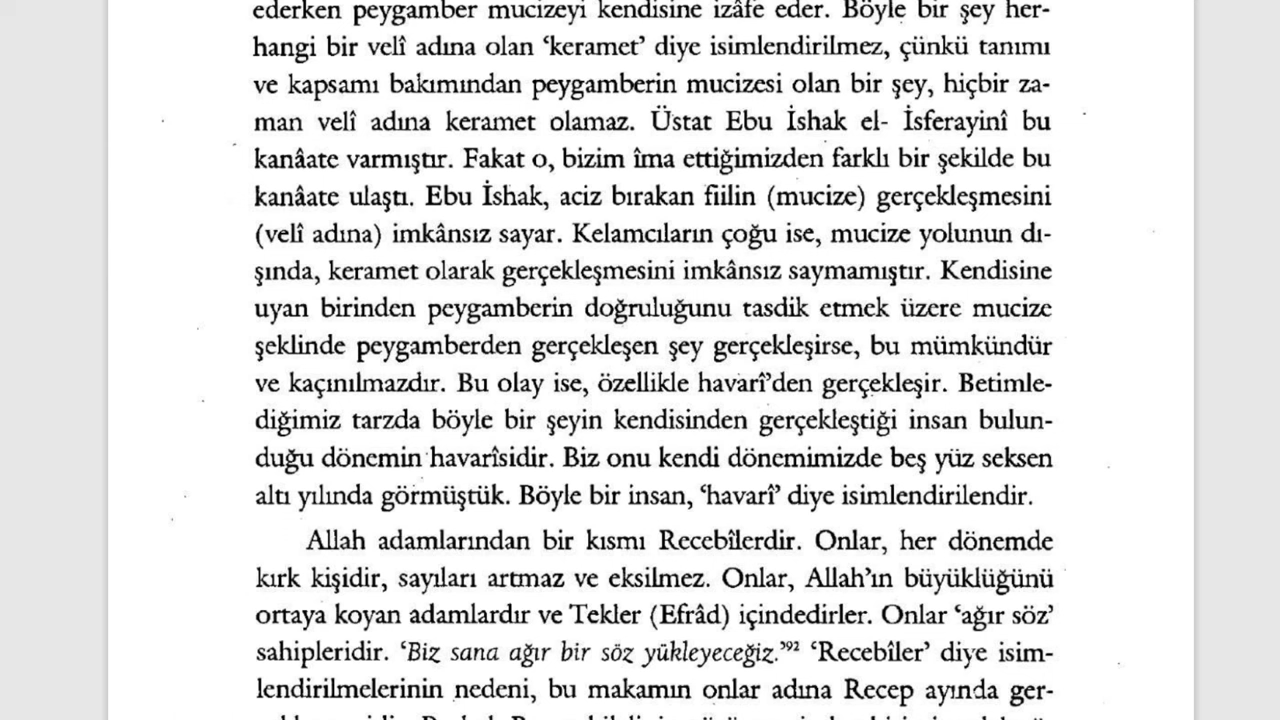 ederken peygamber mucizeyi kendisine izâfe eder. Böyle bir şey her-
hangi bir velî adına olan ‘keramet’ diye isimlendirilmez, çünkü tanımı
ve kapsamı bakımından peygamberin mucizesi olan bir şey, hiçbir za-
man velî adına keramet olamaz. Üstat Ebu İshak el- İsferayinî bu
kanâate varmıştır. Fakat o, bizim îma ettiğimizden farklı bir şekilde bu
kanâate ulaştı. Ebu İshak, aciz bırakan fiilin (mucize) gerçekleşmesini
(velî adına) imkânsız sayar. Kelamcıların çoğu ise, mucize yolunun dı-
şında, keramet olarak gerçekleşmesini imkânsız saymamıştır. Kendisine
uyan birinden peygamberin doğruluğunu tasdik etmek üzere mucize
şeklinde peygamberden gerçekleşen şey gerçekleşirse, bu mümkündür
ve kaçınılmazdır. Bu olay ise, özellikle havarî’den gerçekleşir. Betimle-
diğimiz tarzda böyle bir şeyin kendisinden gerçekleştiği insan bulun-
duğu dönemin havarîsidir. Biz onu kendi dönemimizde beş yüz seksen
altı yılında görmüştük. Böyle bir insan, ‘havarî’ diye isimlendirilendir.
Allah adamlarından bir kısmı Recebîlerdir. Onlar, her dönemde
kırk kişidir, sayıları artmaz ve eksilmez. Onlar, Allah’ın büyüklüğünü
ortaya koyan adamlardır ve Tekler (Efrâd) içindedirler. Onlar ‘ağır söz’
sahipleridir. ‘Biz sana ağır bir söz yükleyeceğiz.’⁹² ‘Recebîler’ diye isim-
lendirilmelerinin nedeni, bu makamın onlar adına Recep ayında ger-